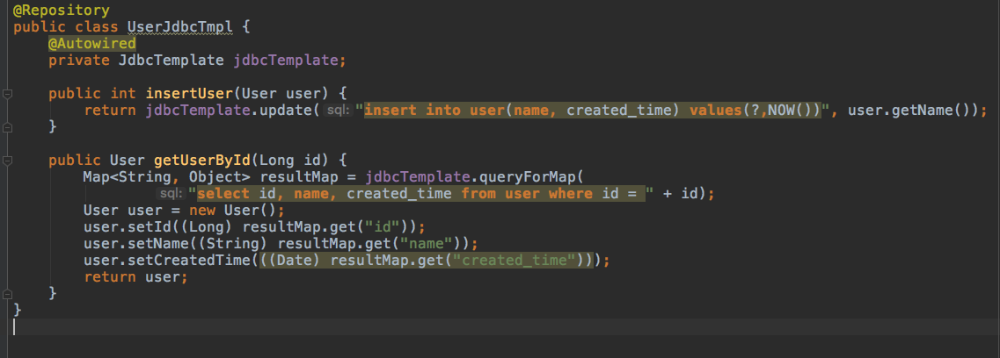 @Repository
public class UserJdbcTmpl {
    @Autowired
    private JdbcTemplate jdbcTemplate;

    public int insertUser(User user) {
        return jdbcTemplate.update( sql: "insert into user(name, created_time) values(?,NOW())", user.getName());
    }

    public User getUserById(Long id) {
        Map<String, Object> resultMap = jdbcTemplate.queryForMap(
                sql: "select id, name, created_time from user where id = " + id);
        User user = new User();
        user.setId((Long) resultMap.get("id"));
        user.setName((String) resultMap.get("name"));
        user.setCreatedTime(((Date) resultMap.get("created_time")));
        return user;
    }
}